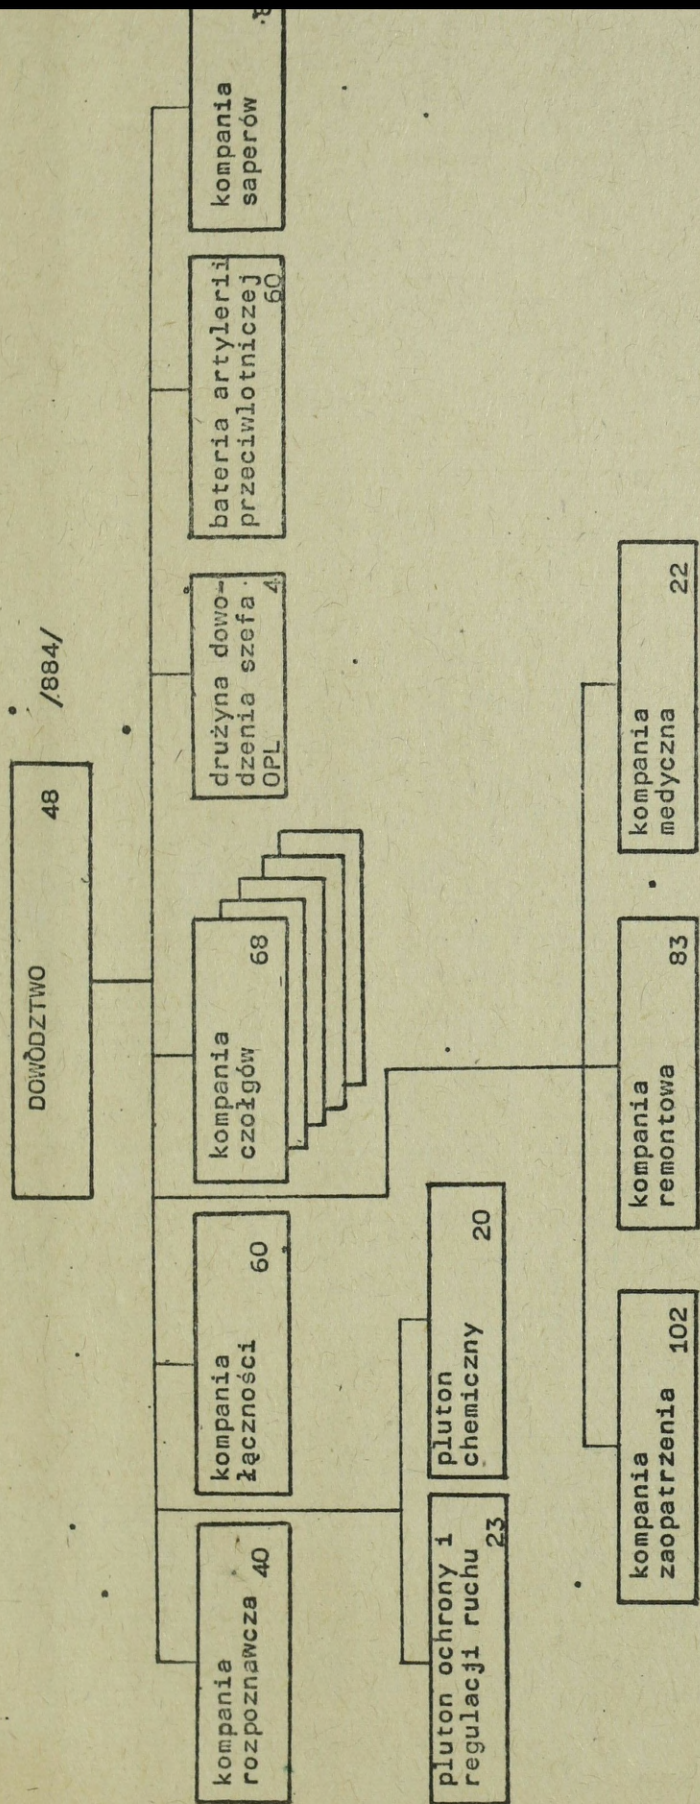 DOWÓDZTWO
48
/884/
kompania
rozpoznawcza 40
kompania
łączności
60
kompania
czołgów
68
drużyna dowo-
dzenia szefa
OPL 4
bateria artylerii
przeciwlotniczej
60
kompania
saperów
pluton ochrony i
regulacji ruchu
23
pluton
chemiczny
20
kompania
zaopatrzenia
102
kompania
remontowa
83
kompania
medyczna
22